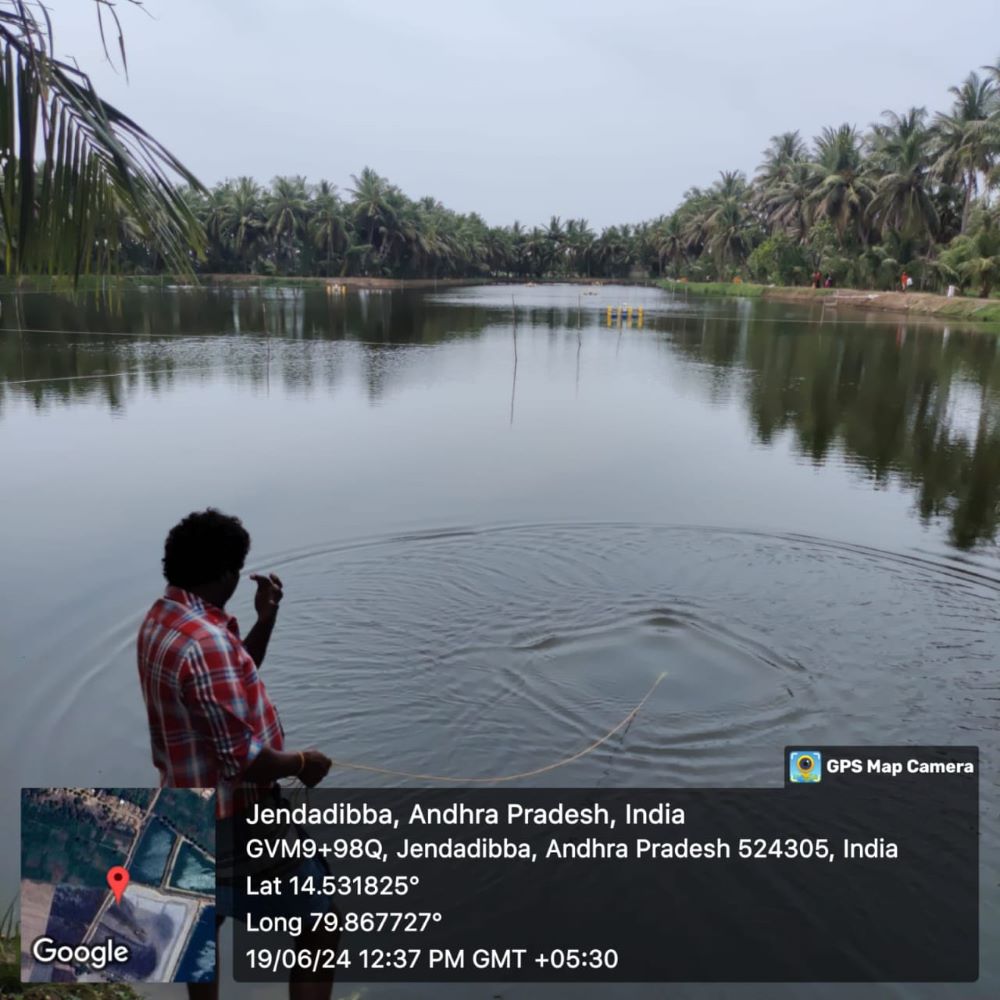 GPS Map Camera
Jendadibba, Andhra Pradesh, India
GVM9+98Q, Jendadibba, Andhra Pradesh 524305, India
Lat 14.531825°
Long 79.867727°
19/06/24 12:37 PM GMT +05:30
Google